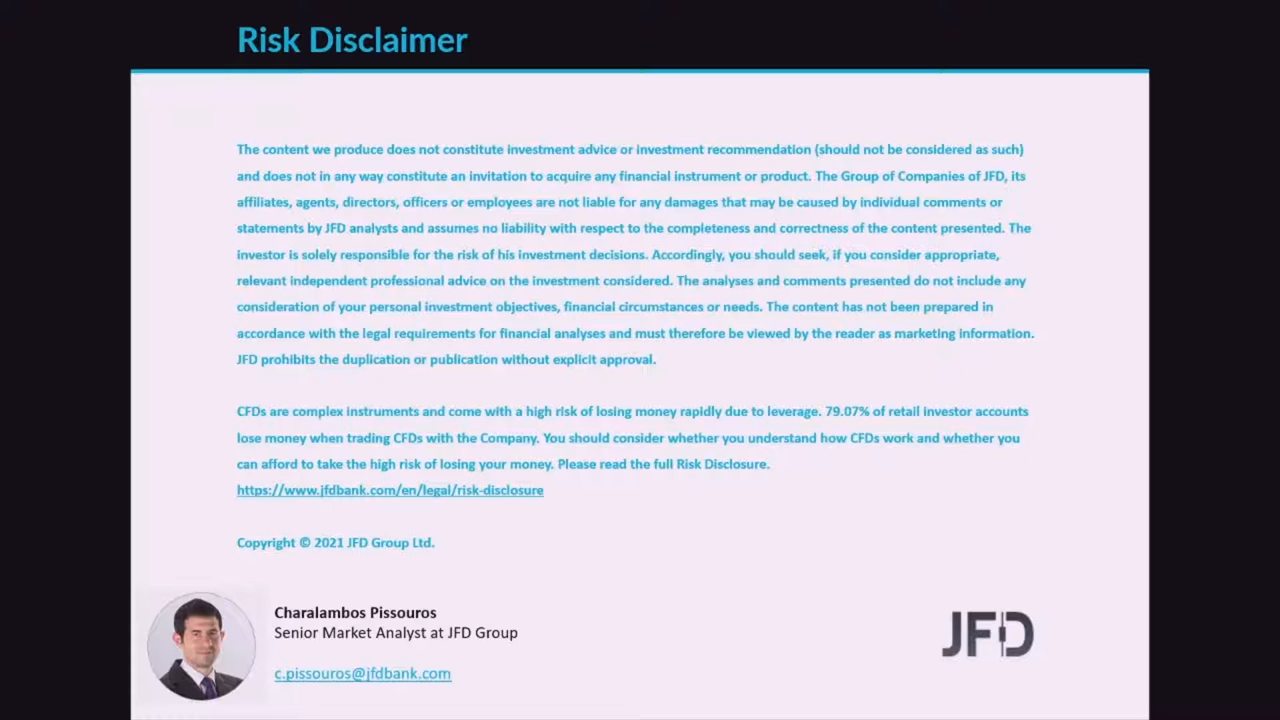 Risk Disclaimer
The content we produce does not constitute investment advice or investment recommendation (should not be considered as such)
and does not in any way constitute an invitation to acquire any financial instrument or product. The Group of Companies of JFD, its
affiliates, agents, directors, officers or employees are not liable for any damages that may be caused by individual comments or
statements by JFD analysts and assumes no liability with respect to the completeness and correctness of the content presented. The
investor is solely responsible for the risk of his investment decisions. Accordingly, you should seek, if you consider appropriate,
relevant independent professional advice on the investment considered. The analyses and comments presented do not include any
consideration of your personal investment objectives, financial circumstances or needs. The content has not been prepared in
accordance with the legal requirements for financial analyses and must therefore be viewed by the reader as marketing information.
JFD prohibits the duplication or publication without explicit approval.
CFDs are complex instruments and come with a high risk of losing money rapidly due to leverage. 79.07% of retail investor accounts
lose money when trading CFDs with the Company. You should consider whether you understand how CFDs work and whether you
can afford to take the high risk of losing your money. Please read the full Risk Disclosure.
https://www.jfdbank.com/en/legal/risk-disclosure
Copyright © 2021 JFD Group Ltd.
Charalambos Pissouros
Senior Market Analyst at JFD Group
c.pissouros@jfdbank.com
JFD